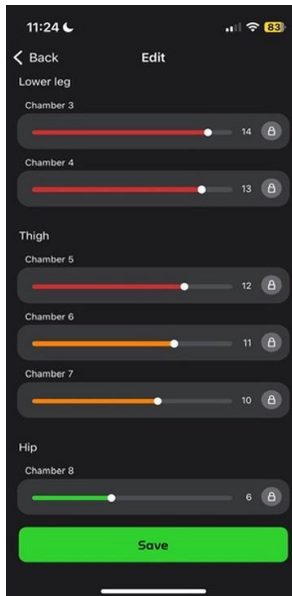 11:24
83
Back
Edit
Lower leg
Chamber 3
14
Chamber 4
13
Thigh
Chamber 5
12
Chamber 6
11
Chamber 7
10
Hip
Chamber 8
6
Save